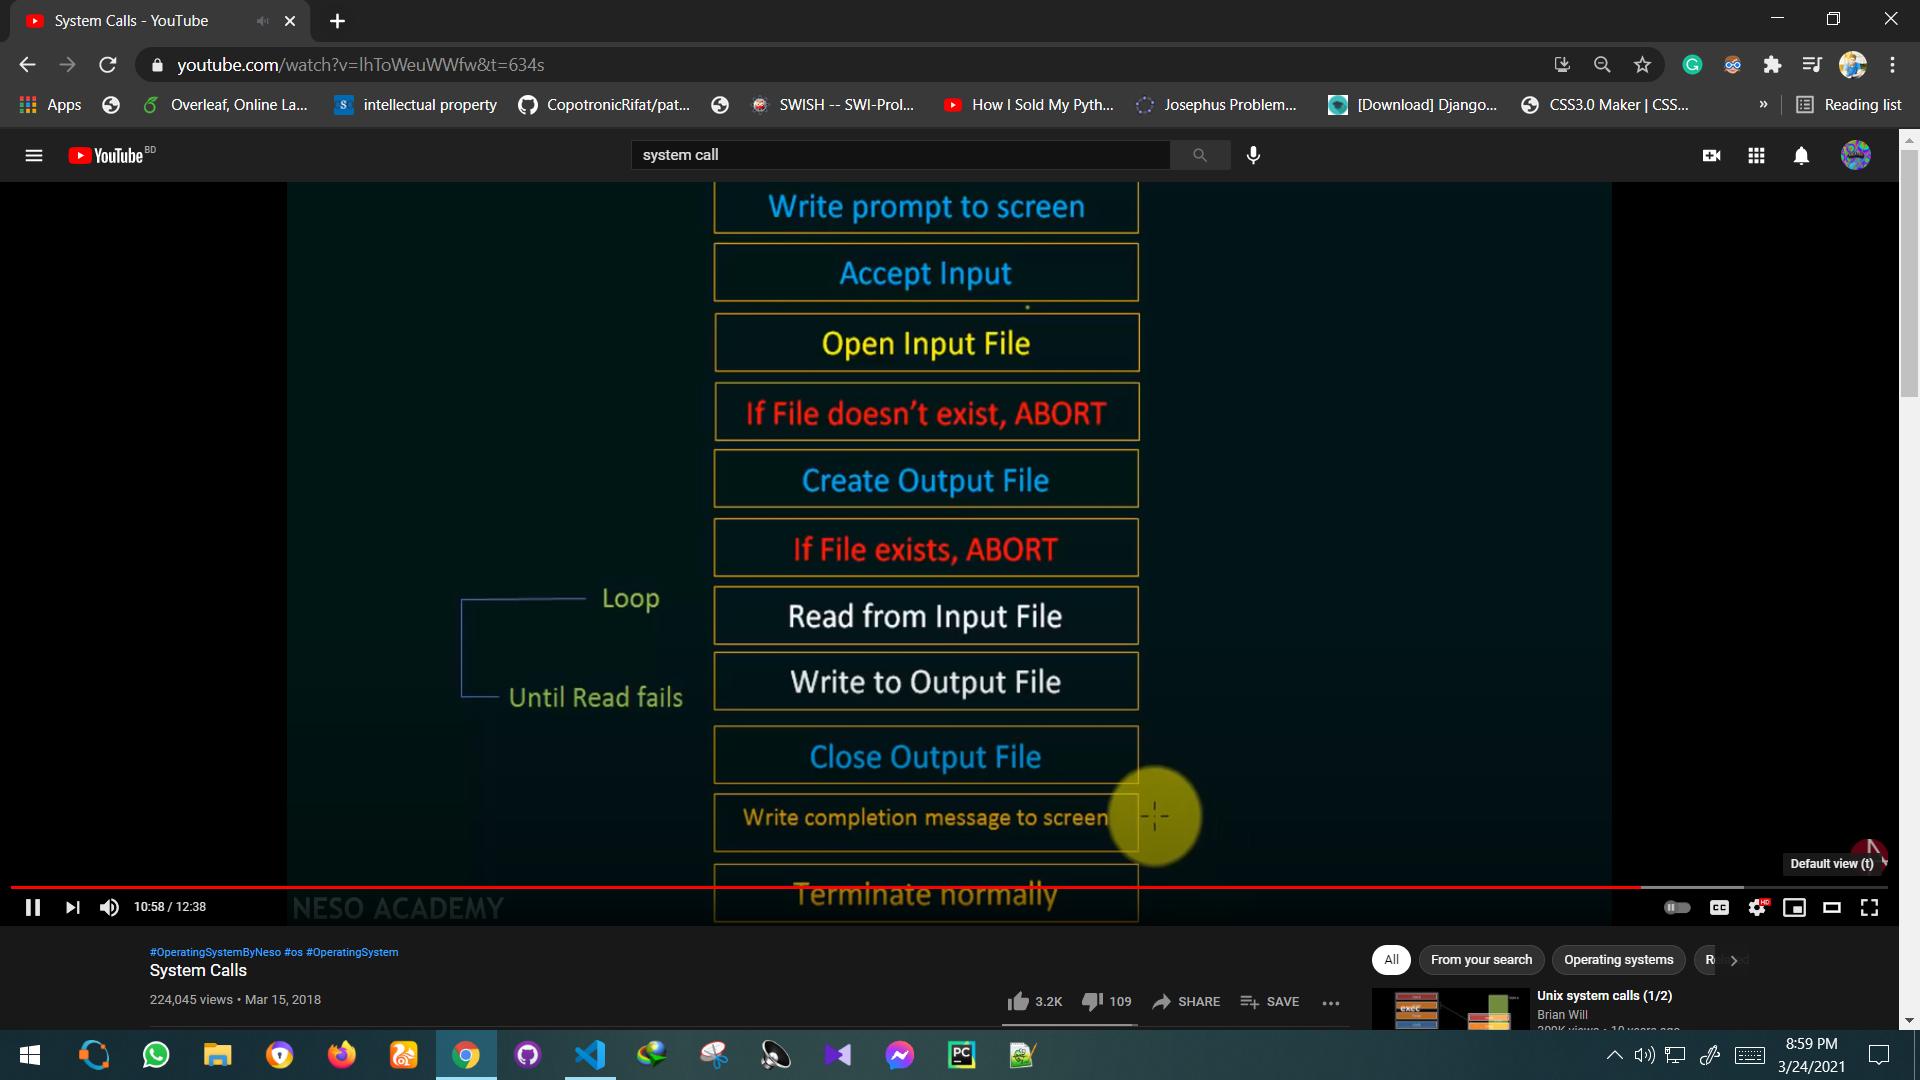 System Calls - YouTube
youtube.com/watch?v=lhToWeuWWfw&t=634s
Apps
Overleaf, Online La...
intellectual property
CopotronicRifat/pat...
SWISH -- SWI-Prol...
How I Sold My Pyth...
Josephus Problem...
[Download] Django...
CSS3.0 Maker | CSS...
»
Reading list
YouTube BD
system call
Write prompt to screen
Accept Input
Open Input File
If File doesn't exist, ABORT
Create Output File
If File exists, ABORT
Loop
Read from Input File
Write to Output File
Until Read fails
Close Output File
Write completion message to screen
Default view (t)
Terminate normally
10:58 / 12:38
NESO ACADEMY
CC
HD
#OperatingSystemByNeso #os #OperatingSystem
System Calls
224,045 views • Mar 15, 2018
3.2K
109
SHARE
SAVE
All
From your search
Operating systems
Unix system calls (1/2)
Brian Will
8:59 PM
3/24/2021